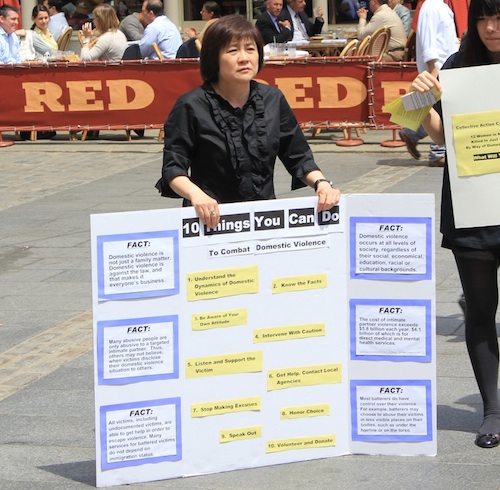 RED
RED
10 Things You Can Do
To Combat Domestic Violence
FACT:
Domestic violence is
not just a family matter.
Domestic violence is
against the law, and
that makes it
everyone's business.
FACT:
Many abusive people are
only abusive to a targeted
intimate partner. Thus,
others may not believe
when victims disclose
their domestic violence
situation to others.
FACT:
All victims, including
undocumented victims, are
able to get help in order to
escape violence. Many
services for battered victims
do not depend on
immigration status.
1. Understand the
Dynamics of Domestic
Violence
2. Know the Facts
3. Be Aware of Your
Own Attitude
4. Intervene With Caution
5. Listen and Support the
Victim
6. Get Help. Contact Local
Agencies
7. Stop Making Excuses
8. Honor Choice
9. Speak Out
10. Volunteer and Donate
FACT:
Domestic violence
occurs at all levels of
society, regardless of
their social, economical,
education, racial or
cultural backgrounds.
FACT:
The cost of intimate
partner violence exceeds
$5.8 billion each year, $4.1
billion of which is for
direct medical and mental
health services.
FACT:
Most batterers do have
control over their violence.
For example, batterers may
choose to abuse their victims
in less visible places on their
bodies, such as under the
hairline or on the torso.
Collective Action
12 Women
Killed
By Way of
What Will